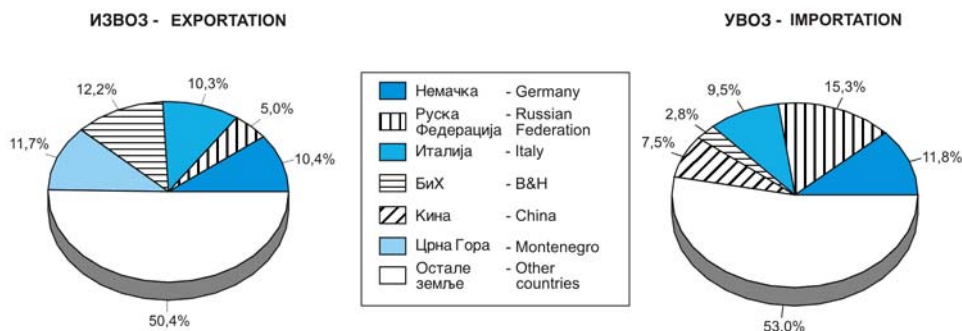 ИЗВОЗ - EXPORTATION
УВОЗ - IMPORTATION
10,3%
12,2%
5,0%
11,7%
10,4%
50,4%
Немачка - Germany
Руска - Russian
Федерација Federation
Италија - Italy
БиХ - B&H
Кина - China
Црна Гора - Montenegro
Остале - Other
земље countries
15,3%
9,5%
2,8%
7,5%
11,8%
53,0%